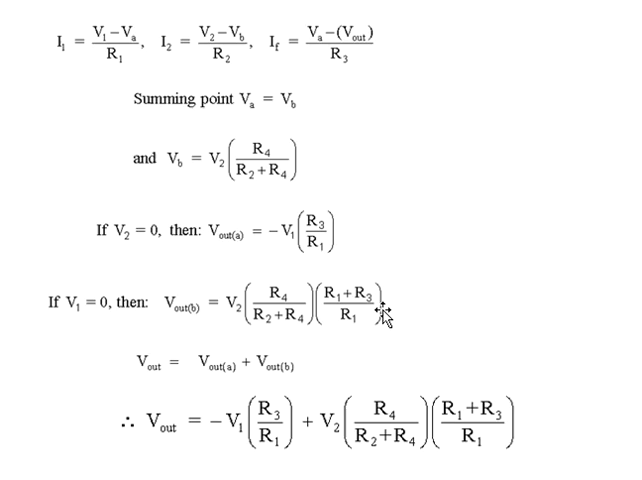 I₁ = (V₁−Vₐ)/R₁, I₂ = (V₂−V_b)/R₂, I_f = (Vₐ−(V_out))/R₃
Summing point Vₐ = V_b
and V_b = V₂(R₄/(R₂+R₄))
If V₂ = 0, then: V_out(a) = −V₁(R₃/R₁)
If V₁ = 0, then: V_out(b) = V₂(R₄/(R₂+R₄))((R₁+R₃)/R₁)
V_out = V_out(a) + V_out(b)
∴ V_out = −V₁(R₃/R₁) + V₂(R₄/(R₂+R₄))((R₁+R₃)/R₁)